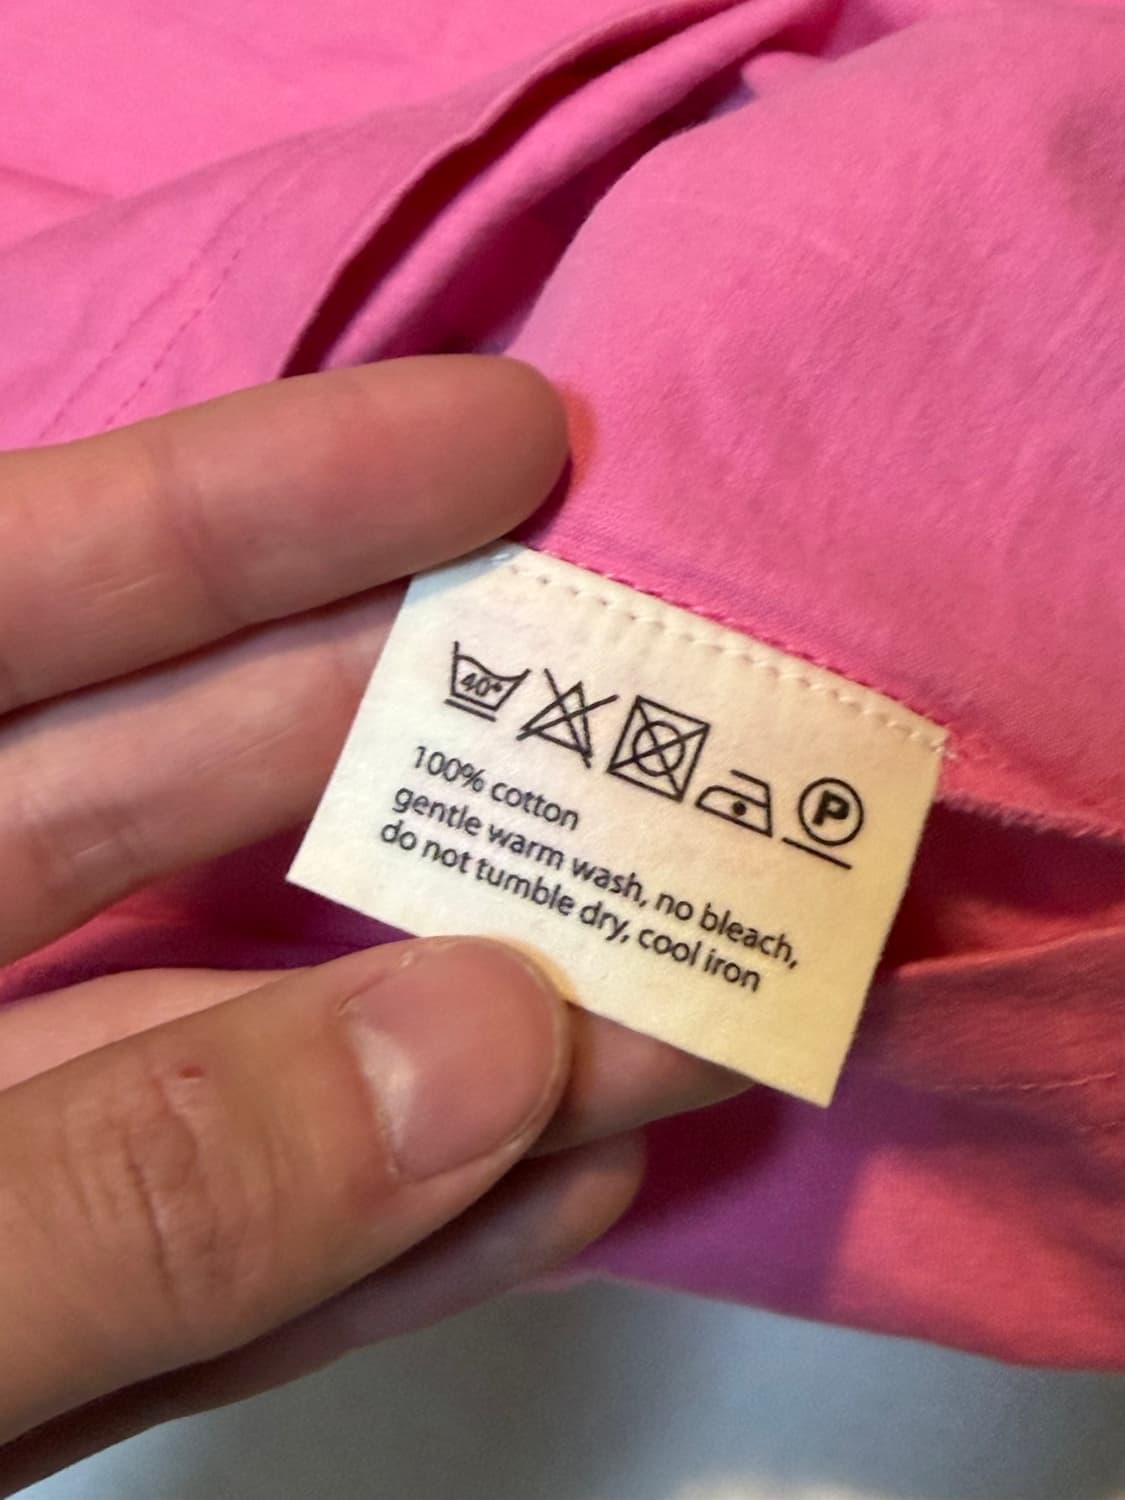 40° P
100% cotton
gentle warm wash, no bleach,
do not tumble dry, cool iron